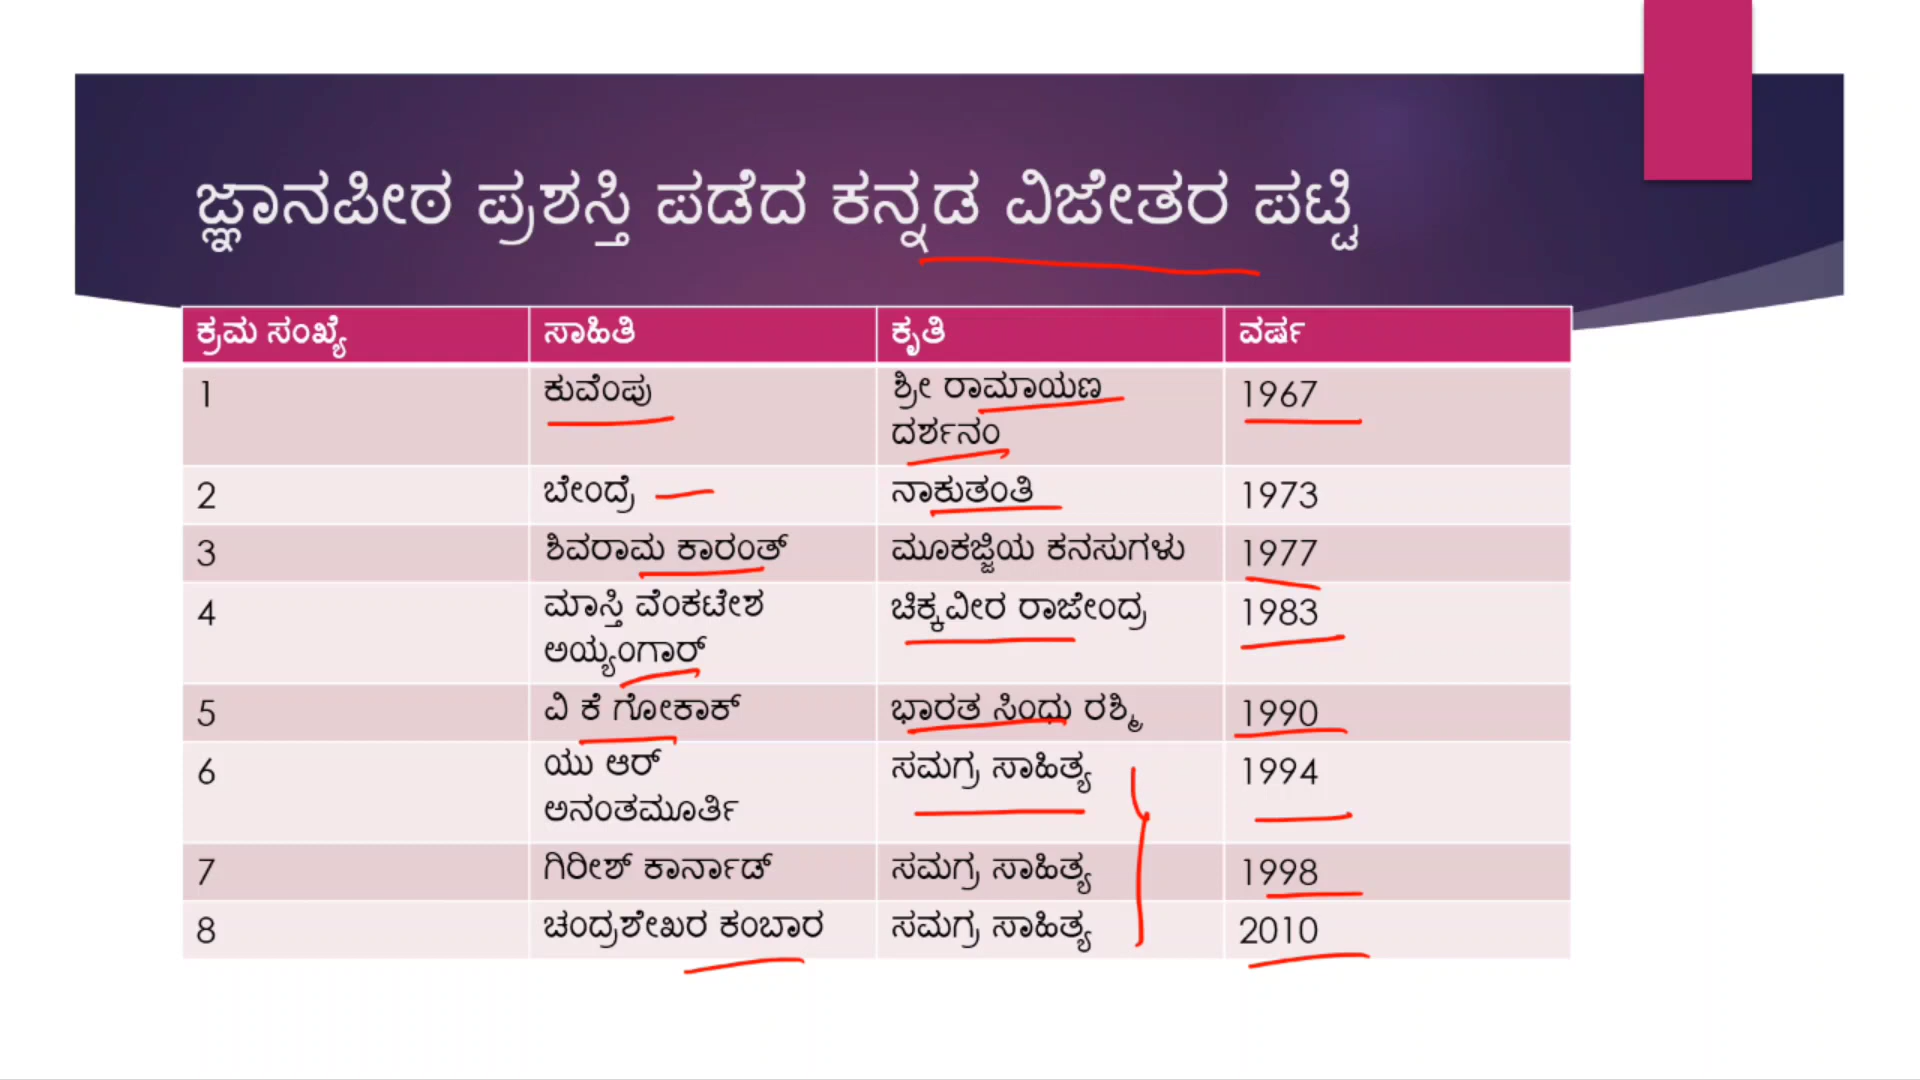 ಜ್ಞಾನಪೀಠ ಪ್ರಶಸ್ತಿ ಪಡೆದ ಕನ್ನಡ ವಿಜೇತರ ಪಟ್ಟಿ
ಕ್ರಮ ಸಂಖ್ಯೆ ಸಾಹಿತಿ ಕೃತಿ ವರ್ಷ
1 ಕುವೆಂಪು ಶ್ರೀ ರಾಮಾಯಣ 1967
ದರ್ಶನಂ
2 ಬೇಂದ್ರೆ ನಾಕುತಂತಿ 1973
3 ಶಿವರಾಮ ಕಾರಂತ್ ಮೂಕಜ್ಜಿಯ ಕನಸುಗಳು 1977
4 ಮಾಸ್ತಿ ವೆಂಕಟೇಶ ಚಿಕ್ಕವೀರ ರಾಜೇಂದ್ರ 1983
ಅಯ್ಯಂಗಾರ್
5 ವಿ ಕೆ ಗೋಕಾಕ್ ಭಾರತ ಸಿಂಧು ರಶ್ಮಿ 1990
6 ಯು ಆರ್ ಸಮಗ್ರ ಸಾಹಿತ್ಯ 1994
ಅನಂತಮೂರ್ತಿ
7 ಗಿರೀಶ್ ಕಾರ್ನಾಡ್ ಸಮಗ್ರ ಸಾಹಿತ್ಯ 1998
8 ಚಂದ್ರಶೇಖರ ಕಂಬಾರ ಸಮಗ್ರ ಸಾಹಿತ್ಯ 2010